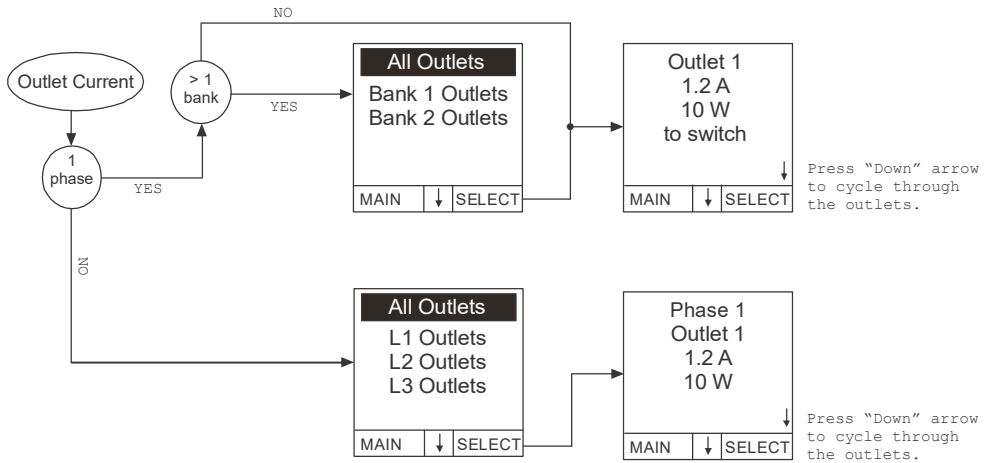 NO
Outlet Current
> 1
bank
YES
1
phase
YES
NO
All Outlets
Bank 1 Outlets
Bank 2 Outlets
MAIN ↓ SELECT
Outlet 1
1.2 A
10 W
to switch
↓
MAIN ↓ SELECT
Press “Down” arrow
to cycle through
the outlets.
All Outlets
L1 Outlets
L2 Outlets
L3 Outlets
MAIN ↓ SELECT
Phase 1
Outlet 1
1.2 A
10 W
↓
MAIN ↓ SELECT
Press “Down” arrow
to cycle through
the outlets.